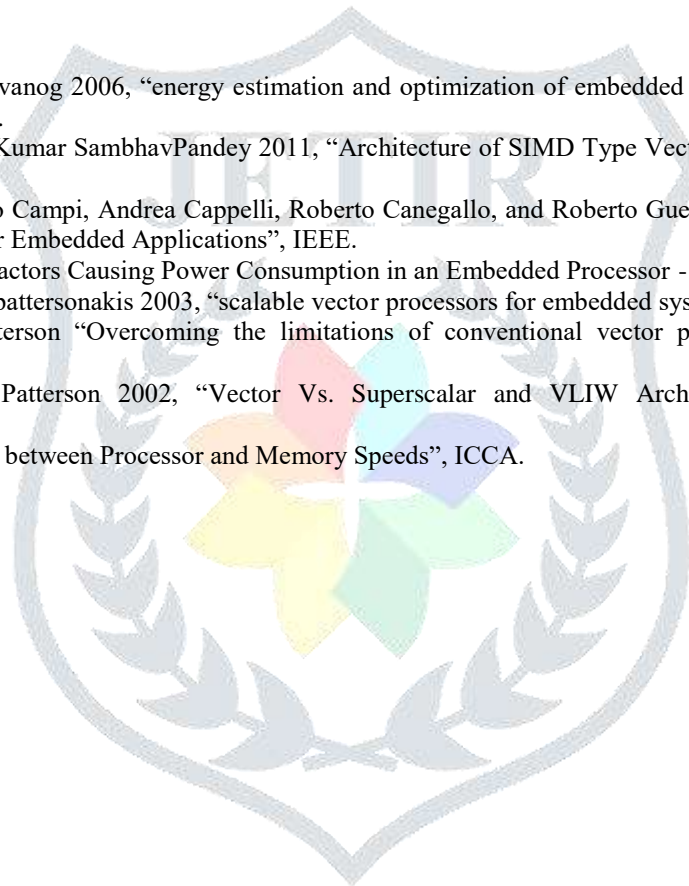 vanog 2006, “energy estimation and optimization of embedded
.
Kumar SambhavPandey 2011, “Architecture of SIMD Type Vect
o Campi, Andrea Cappelli, Roberto Canegallo, and Roberto Gue
r Embedded Applications”, IEEE.
actors Causing Power Consumption in an Embedded Processor -
pattersonakis 2003, “scalable vector processors for embedded sys
terson “Overcoming the limitations of conventional vector p
Patterson 2002, “Vector Vs. Superscalar and VLIW Arch
between Processor and Memory Speeds”, ICCA.
JETIR